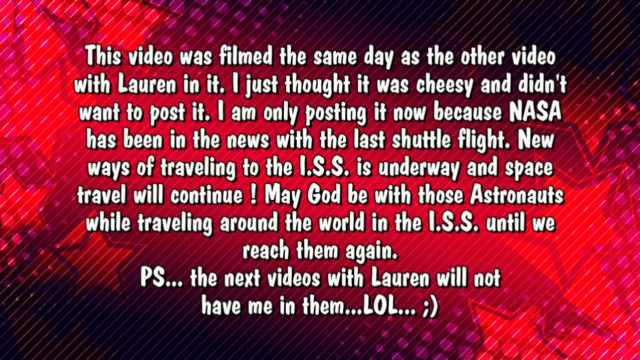 This video was filmed the same day as the other video
with Lauren in it. I just thought it was cheesy and didn't
want to post it. I am only posting it now because NASA
has been in the news with the last shuttle flight. New
ways of traveling to the I.S.S. is underway and space
travel will continue ! May God be with those Astronauts
while traveling around the world in the I.S.S. until we
reach them again.
PS... the next videos with Lauren will not
have me in them...LOL... ;)